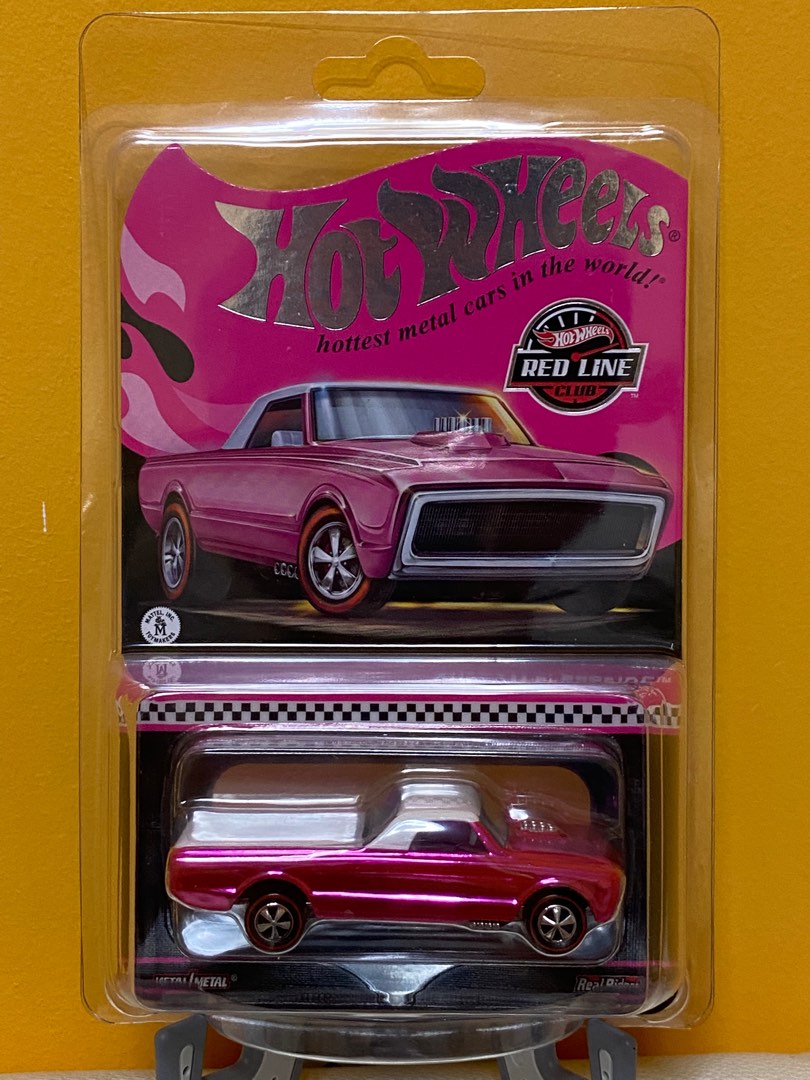 Hot Wheels®
hottest metal cars in the world!®
Hot Wheels
RED LINE
CLUB™
MATTEL, INC.
M
TOYMAKERS
M
METAL/METAL®
Real Riders